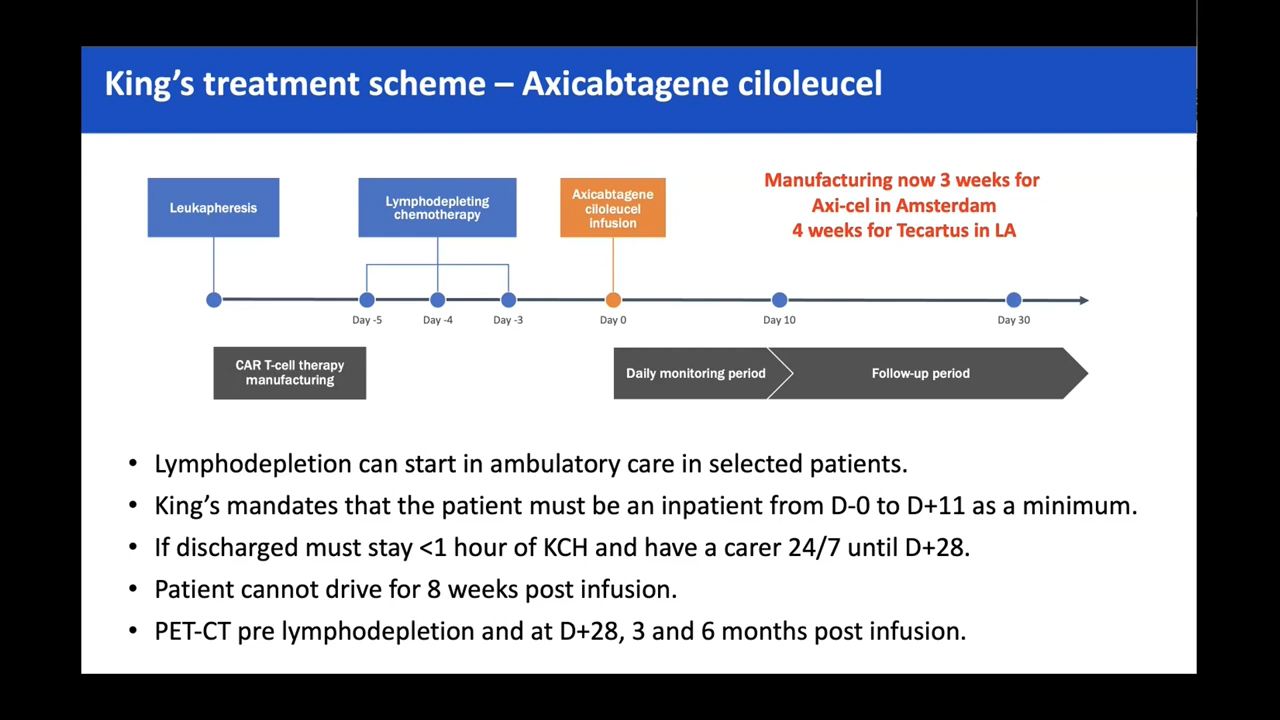 King’s treatment scheme – Axicabtagene ciloleucel
Leukapheresis
Lymphodepleting
chemotherapy
Axicabtagene
ciloleucel
infusion
Manufacturing now 3 weeks for
Axi-cel in Amsterdam
4 weeks for Tecartus in LA
Day -5
Day -4
Day -3
Day 0
Day 10
Day 30
CAR T-cell therapy
manufacturing
Daily monitoring period
Follow-up period
• Lymphodepletion can start in ambulatory care in selected patients.
• King’s mandates that the patient must be an inpatient from D-0 to D+11 as a minimum.
• If discharged must stay <1 hour of KCH and have a carer 24/7 until D+28.
• Patient cannot drive for 8 weeks post infusion.
• PET-CT pre lymphodepletion and at D+28, 3 and 6 months post infusion.